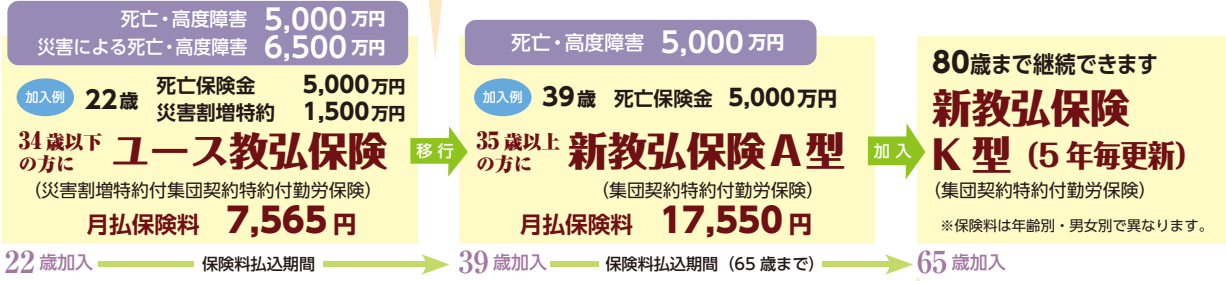 死亡・高度障害 5,000万円
災害による死亡・高度障害 6,500万円
加入例 22歳 死亡保険金 5,000万円
災害割増特約 1,500万円
34歳以下の方に ユース教弘保険
(災害割増特約付集団契約特約付勤労保険)
月払保険料 7,565円
移行
死亡・高度障害 5,000万円
加入例 39歳 死亡保険金 5,000万円
35歳以上の方に 新教弘保険A型
(集団契約特約付勤労保険)
月払保険料 17,550円
加入
80歳まで継続できます
新教弘保険
K型(5年毎更新)
(集団契約特約付勤労保険)
※保険料は年齢別・男女別で異なります。
22歳加入 保険料払込期間 39歳加入 保険料払込期間(65歳まで) 65歳加入